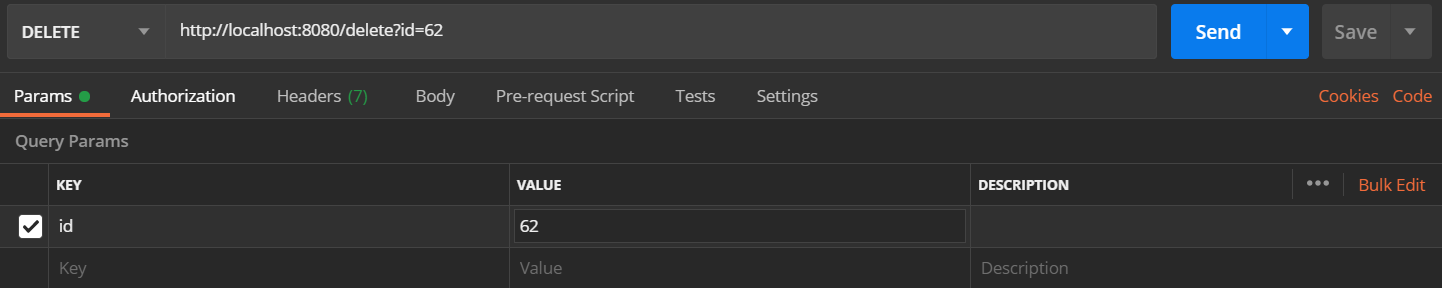 DELETE http://localhost:8080/delete?id=62 Send Save
Params Authorization Headers (7) Body Pre-request Script Tests Settings Cookies Code
Query Params
KEY VALUE DESCRIPTION ••• Bulk Edit
id 62
Key Value Description